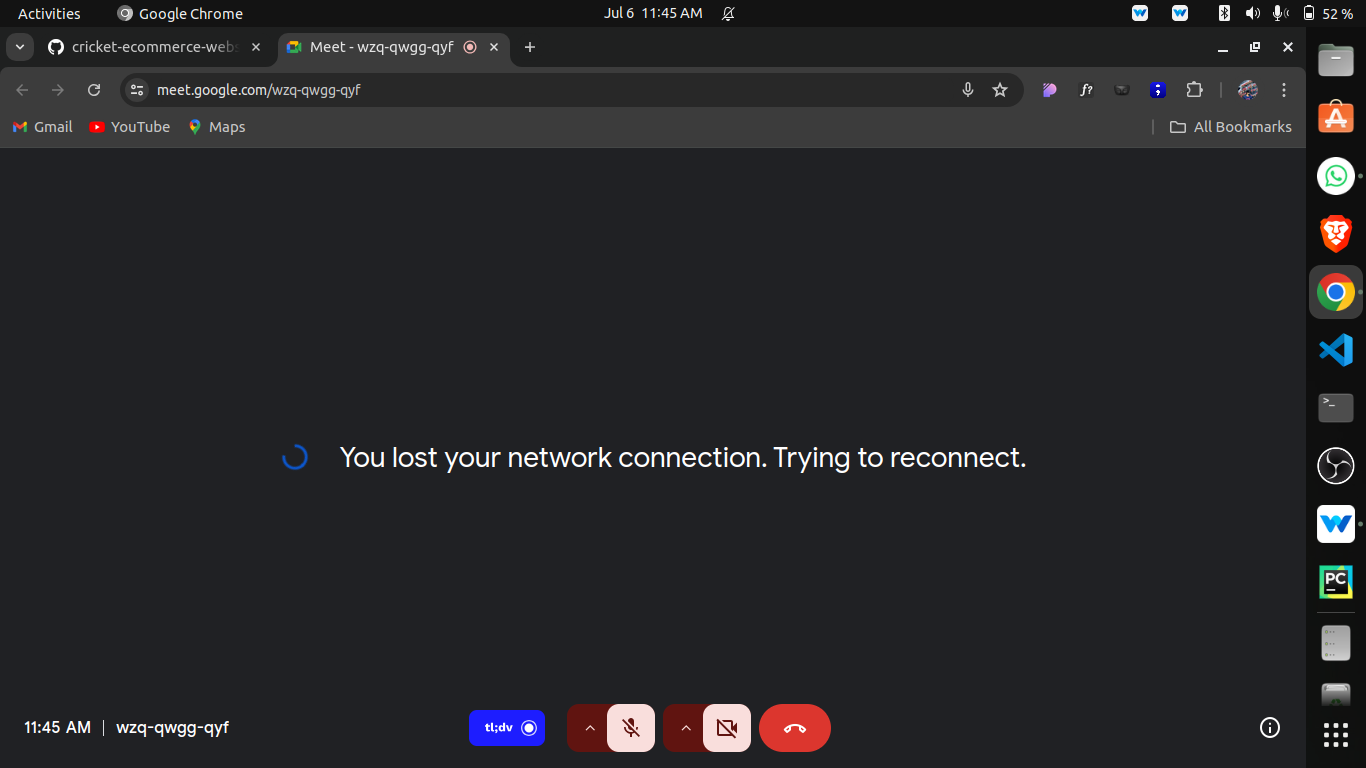 Activities
Google Chrome
Jul 6 11:45 AM
52 %
cricket-ecommerce-webs
Meet - wzq-qwgg-qyf
meet.google.com/wzq-qwgg-qyf
f?
Gmail
YouTube
Maps
All Bookmarks
You lost your network connection. Trying to reconnect.
>_
PC
11:45 AM
wzq-qwgg-qyf
tl;dv